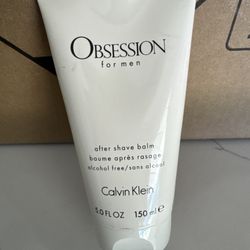 OBSESSION
for men
after shave balm
baume après rasage
alcohol free/sans alcool
Calvin Klein
5.0 FL OZ 150 ml e